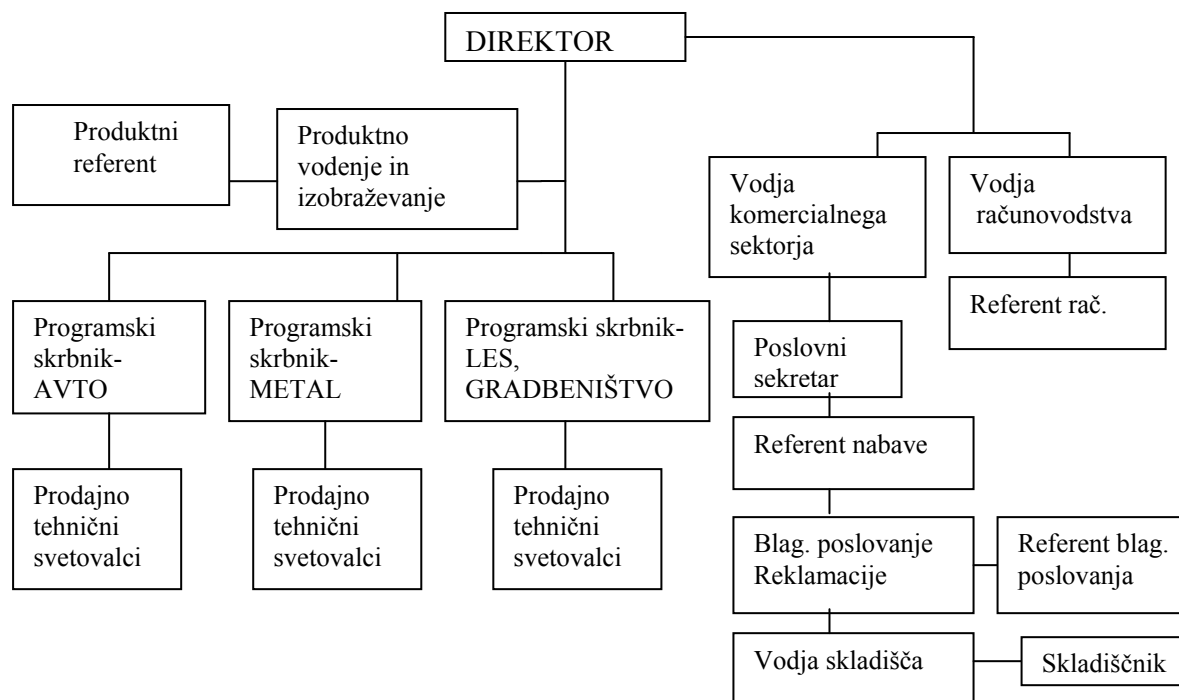 DIREKTOR
Produktni
referent
Produktno
vodenje in
izobraževanje
Vodja
komercialnega
sektorja
Vodja
računovodstva
Referent rač.
Programski
skrbnik-
AVTO
Programski
skrbnik-
METAL
Programski skrbnik-
LES,
GRADBENIŠTVO
Poslovni
sekretar
Referent nabave
Prodajno
tehnični
svetovalci
Prodajno
tehnični
svetovalci
Prodajno
tehnični
svetovalci
Blag. poslovanje
Reklamacije
Referent blag.
poslovanja
Vodja skladišča
Skladiščnik